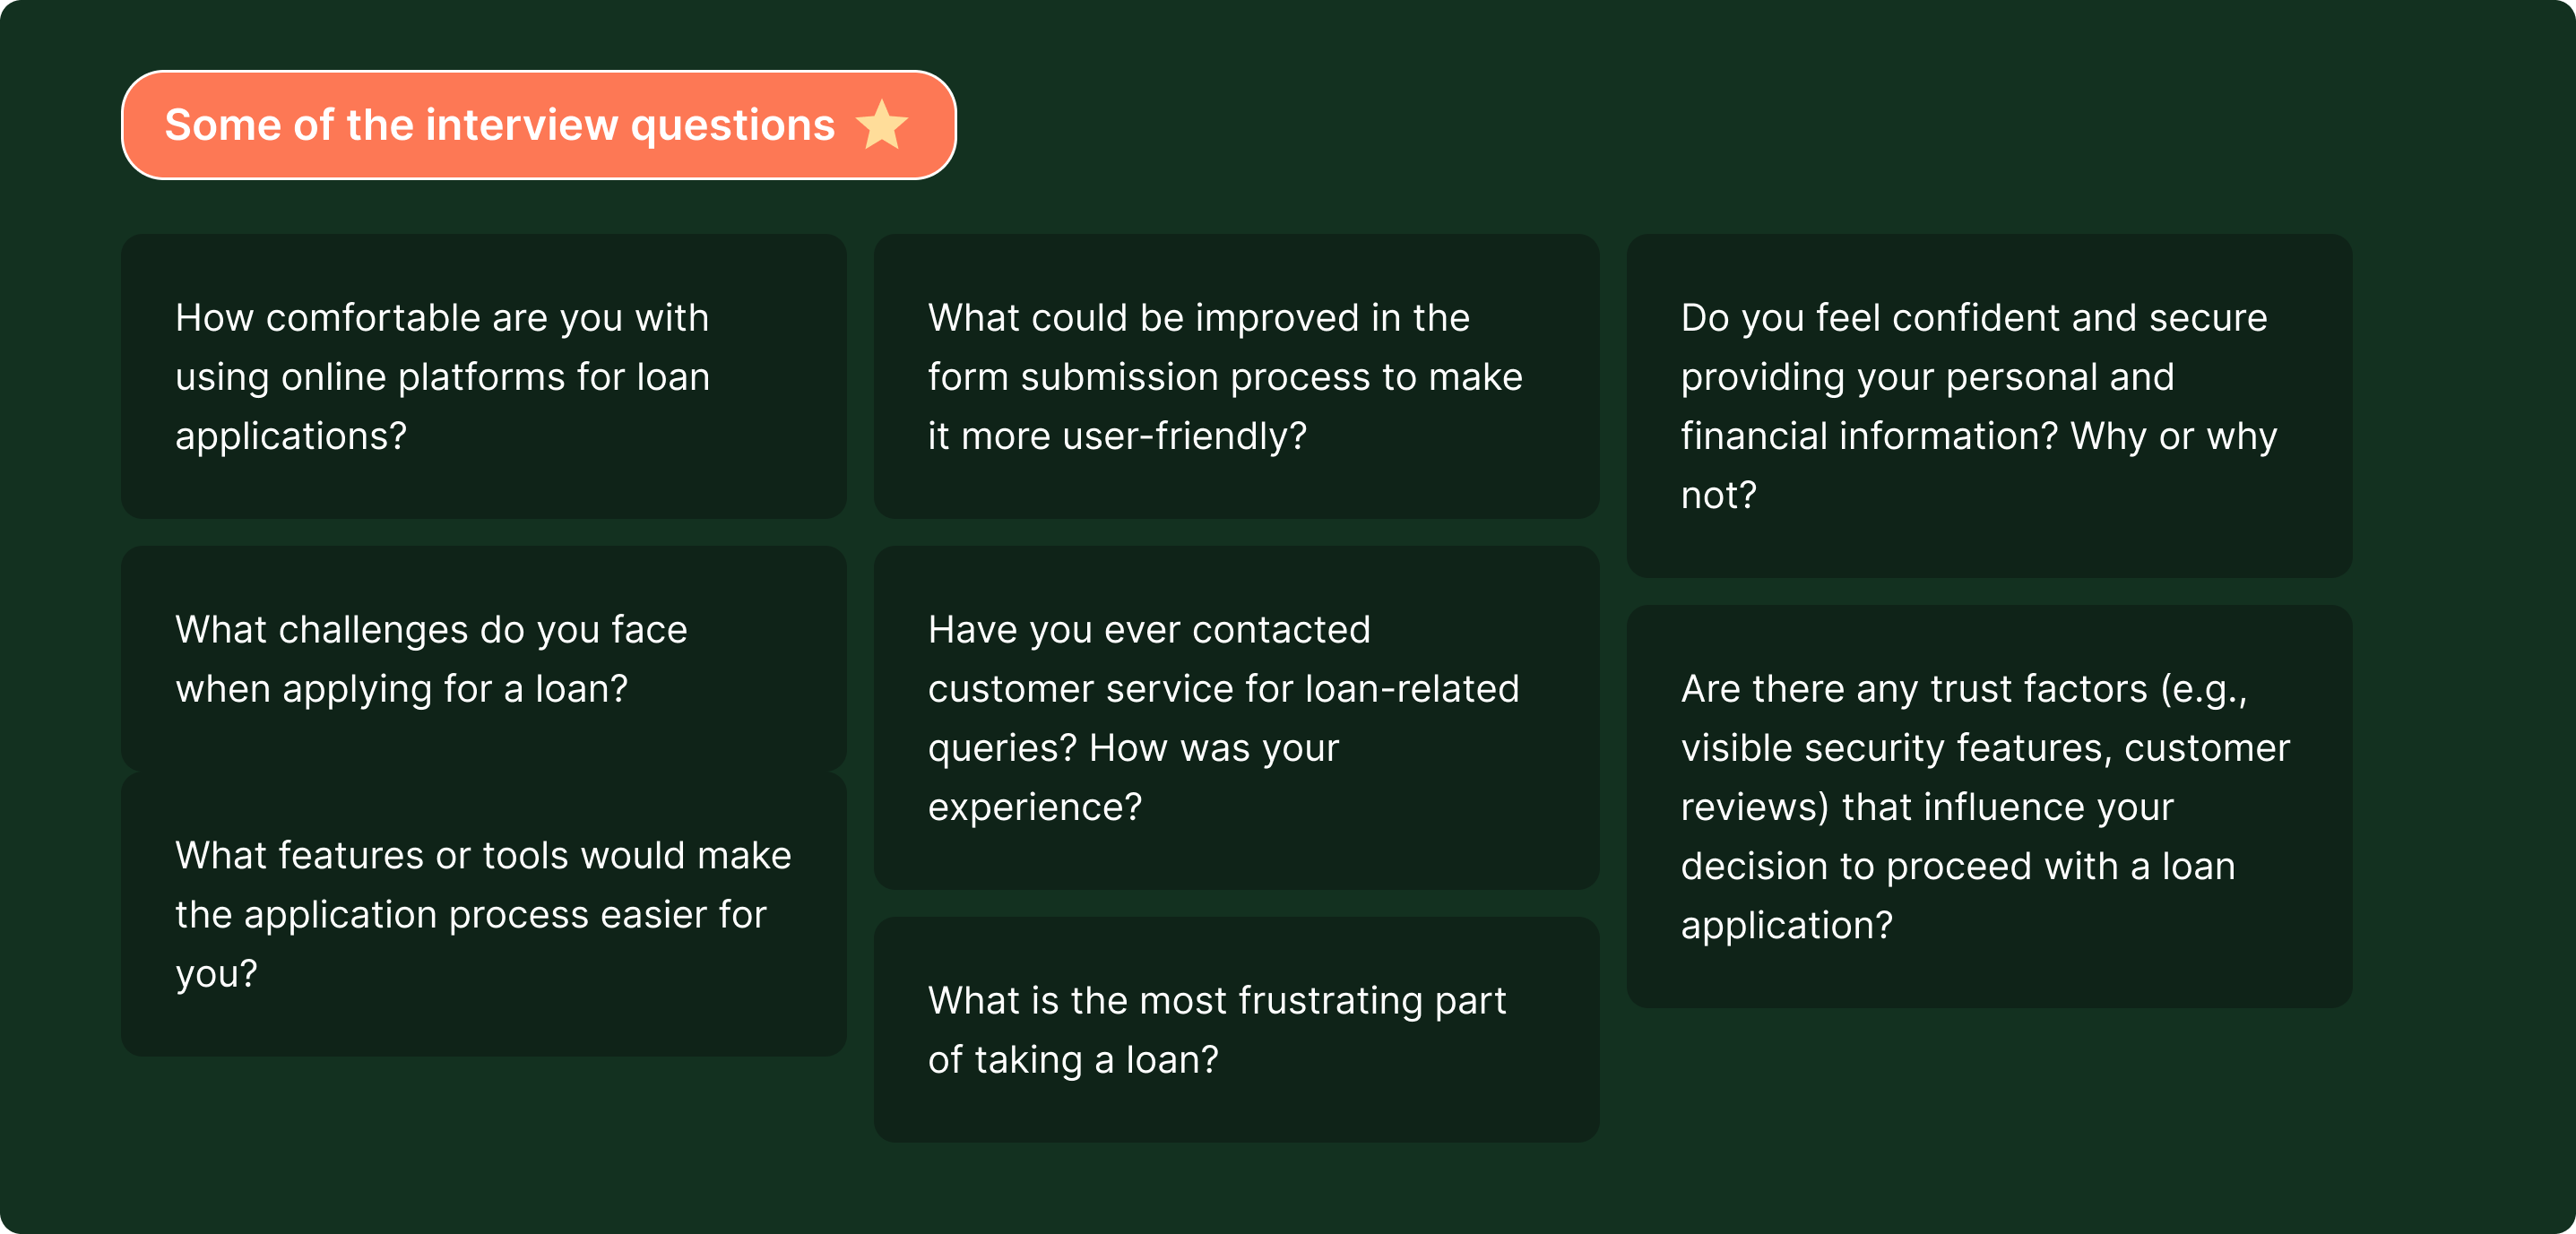 Some of the interview questions
How comfortable are you with
using online platforms for loan
applications?
What challenges do you face
when applying for a loan?
What features or tools would make
the application process easier for
you?
What could be improved in the
form submission process to make
it more user-friendly?
Have you ever contacted
customer service for loan-related
queries? How was your
experience?
What is the most frustrating part
of taking a loan?
Do you feel confident and secure
providing your personal and
financial information? Why or why
not?
Are there any trust factors (e.g.,
visible security features, customer
reviews) that influence your
decision to proceed with a loan
application?